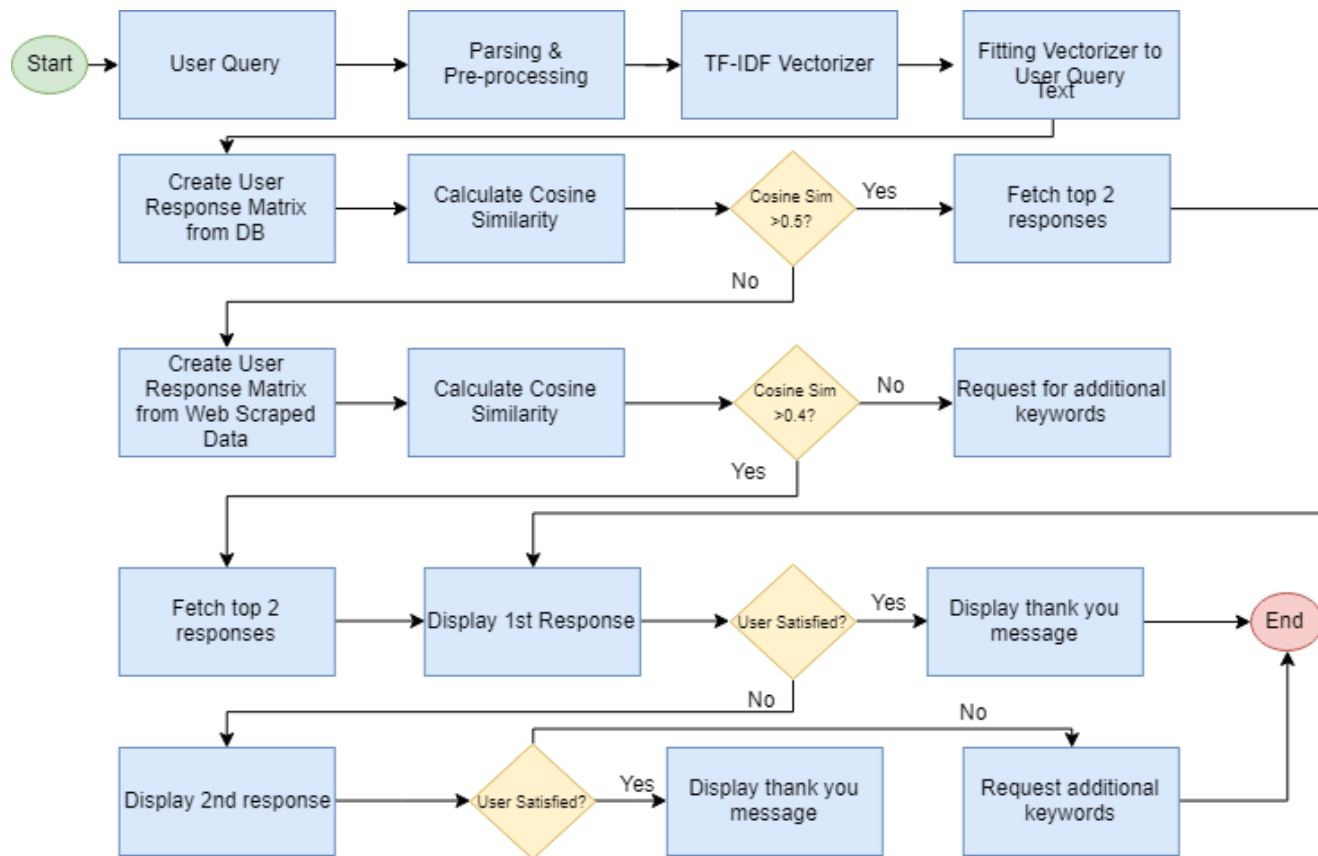 Start
User Query
Parsing &
Pre-processing
TF-IDF Vectorizer
Fitting Vectorizer to
User Query
Text
Create User
Response Matrix
from DB
Calculate Cosine
Similarity
Cosine Sim
>0.5?
Yes
Fetch top 2
responses
No
Create User
Response Matrix
from Web Scraped
Data
Calculate Cosine
Similarity
Cosine Sim
>0.4?
No
Request for additional
keywords
Yes
Fetch top 2
responses
Display 1st Response
User Satisfied?
Yes
Display thank you
message
End
No
Display 2nd response
User Satisfied?
Yes
Display thank you
message
No
Request additional
keywords